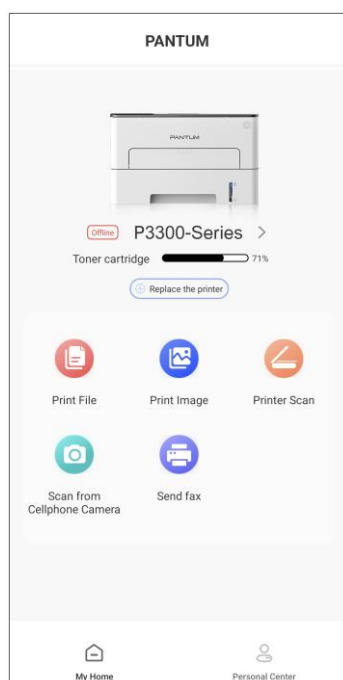 PANTUM
PANTUM
Offline P3300-Series
Toner cartridge 71%
Replace the printer
Print File Print Image Printer Scan
Scan from
Cellphone Camera
Send fax
My Home Personal Center